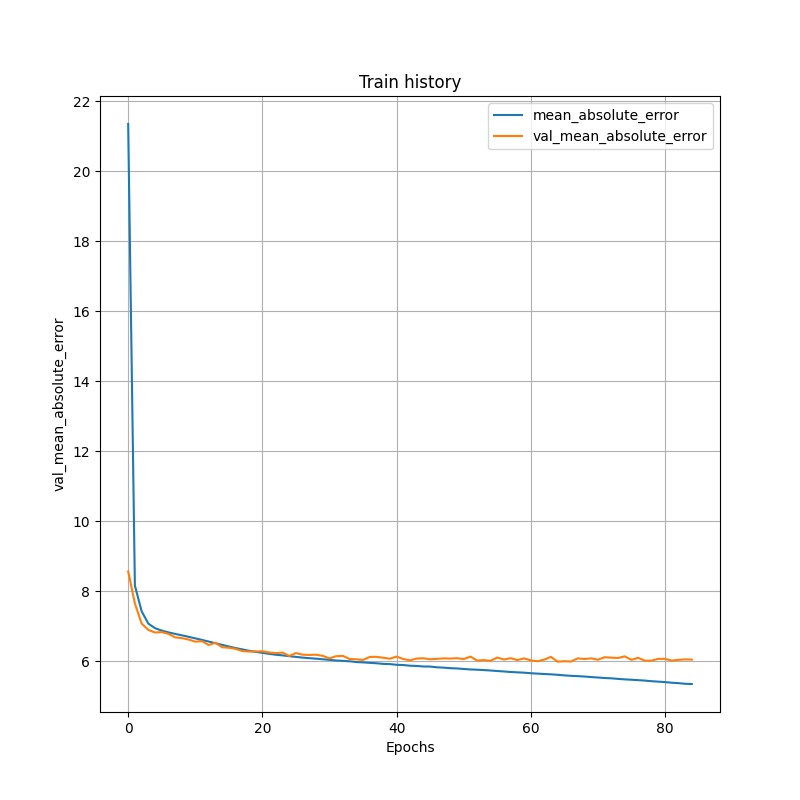 Train history
mean_absolute_error
val_mean_absolute_error
val_mean_absolute_error
22
20
18
16
14
12
10
8
6
0 20 40 60 80
Epochs